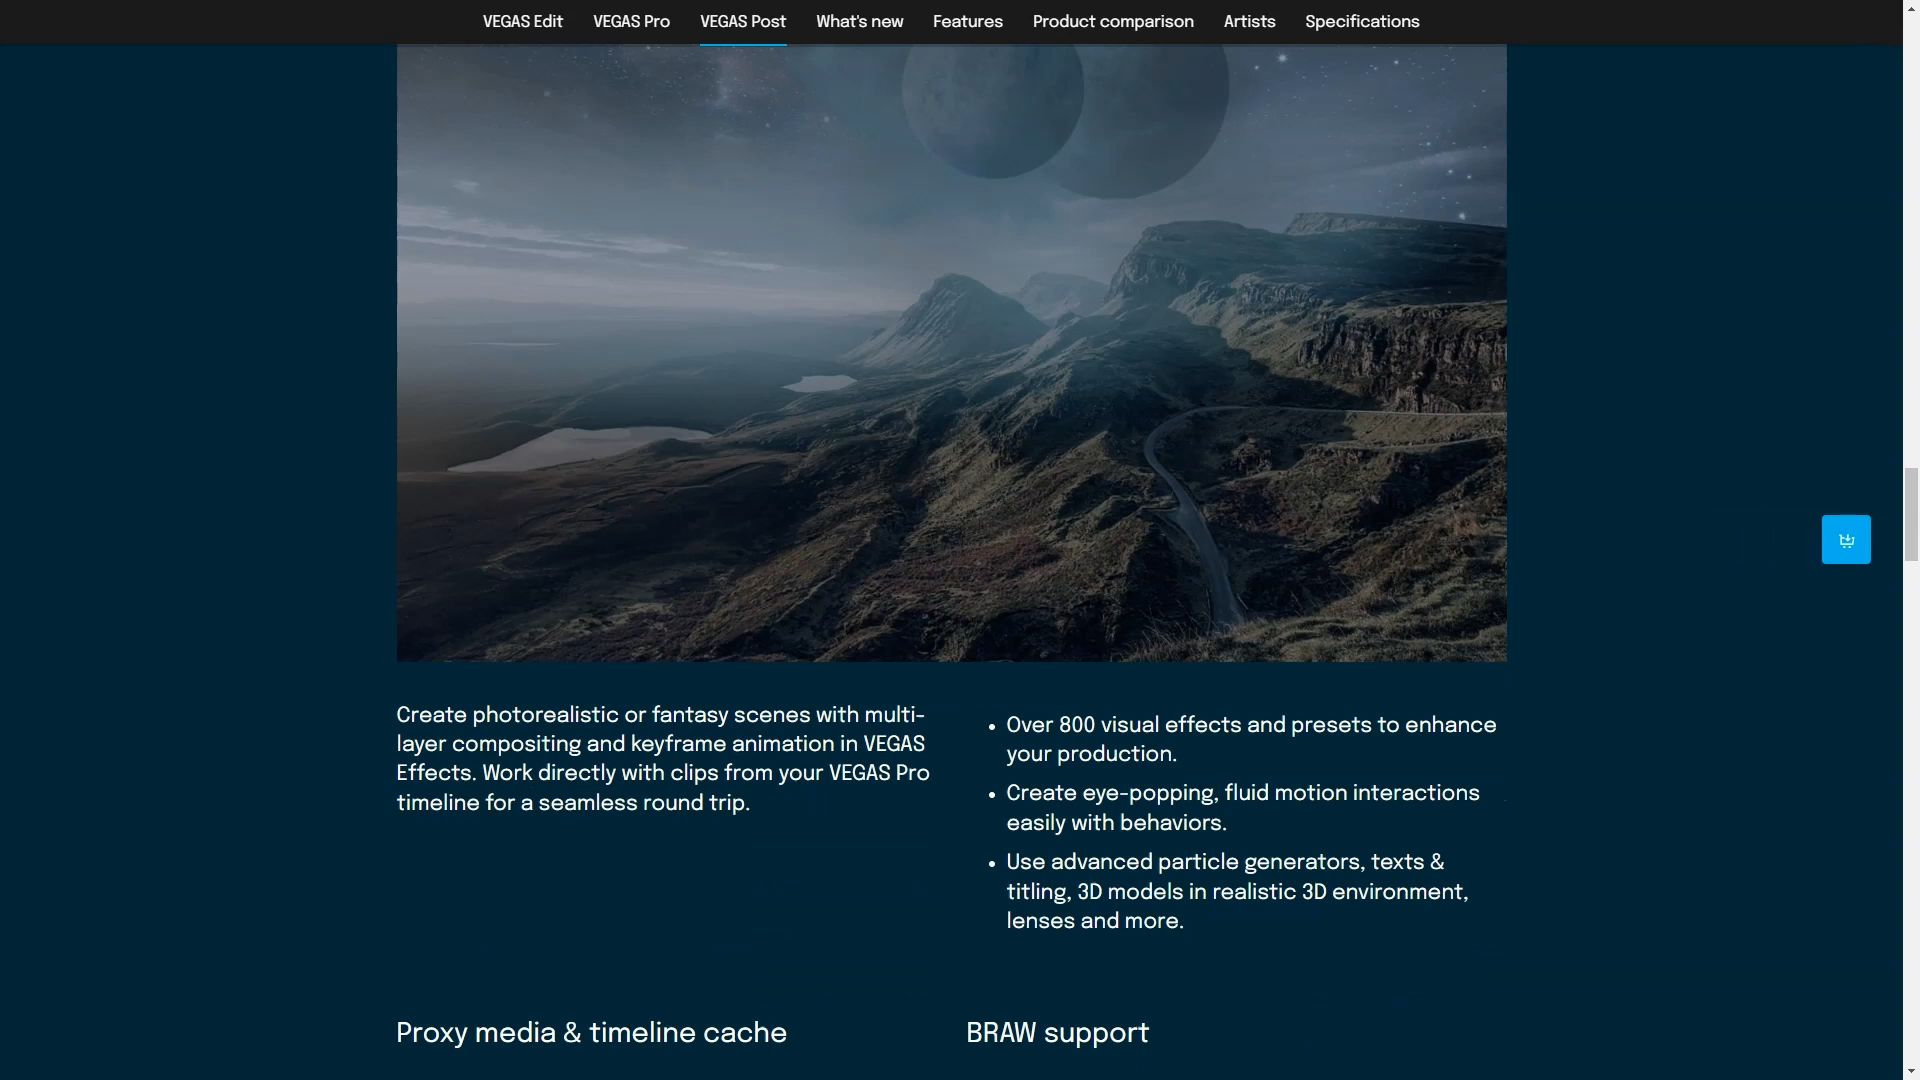 VEGAS Edit VEGAS Pro VEGAS Post What's new Features Product comparison Artists Specifications
Create photorealistic or fantasy scenes with multi-
layer compositing and keyframe animation in VEGAS
Effects. Work directly with clips from your VEGAS Pro
timeline for a seamless round trip.
• Over 800 visual effects and presets to enhance
your production.
• Create eye-popping, fluid motion interactions
easily with behaviors.
• Use advanced particle generators, texts &
titling, 3D models in realistic 3D environment,
lenses and more.
Proxy media & timeline cache
BRAW support